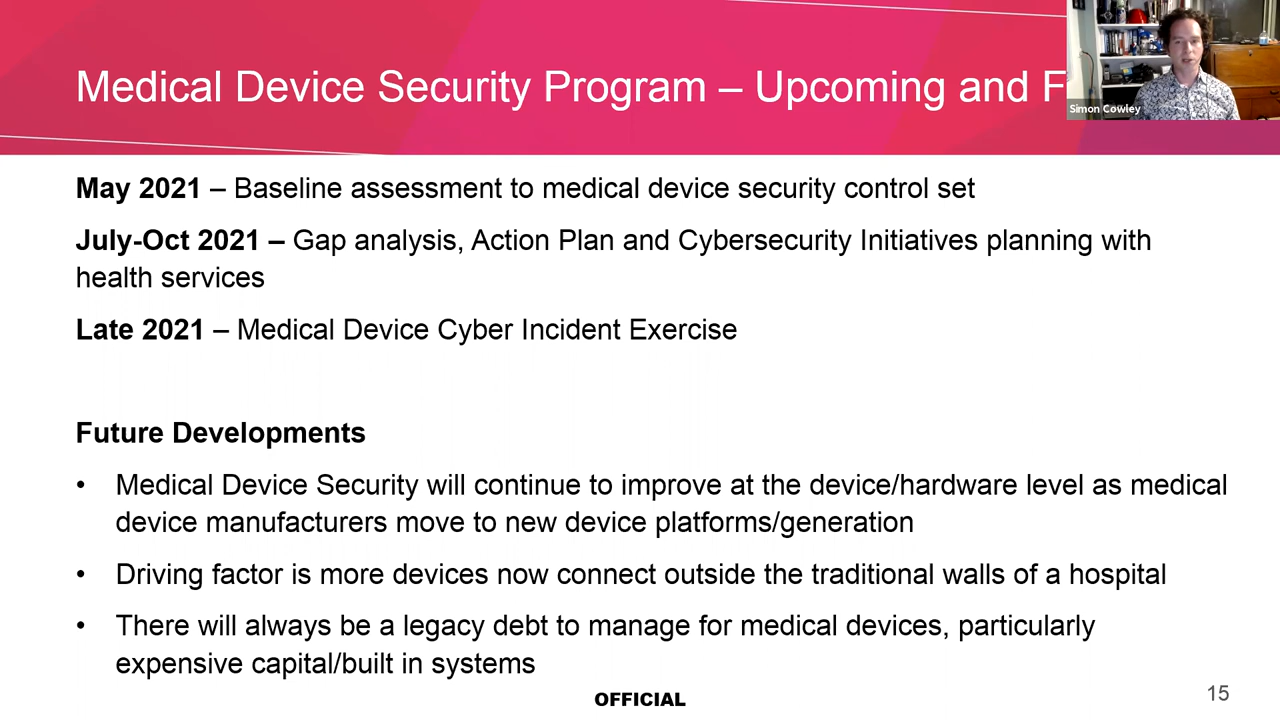 Medical Device Security Program – Upcoming and F
Simon Cowley
May 2021 – Baseline assessment to medical device security control set
July-Oct 2021 – Gap analysis, Action Plan and Cybersecurity Initiatives planning with
health services
Late 2021 – Medical Device Cyber Incident Exercise
Future Developments
• Medical Device Security will continue to improve at the device/hardware level as medical
device manufacturers move to new device platforms/generation
• Driving factor is more devices now connect outside the traditional walls of a hospital
• There will always be a legacy debt to manage for medical devices, particularly
expensive capital/built in systems
OFFICIAL
15